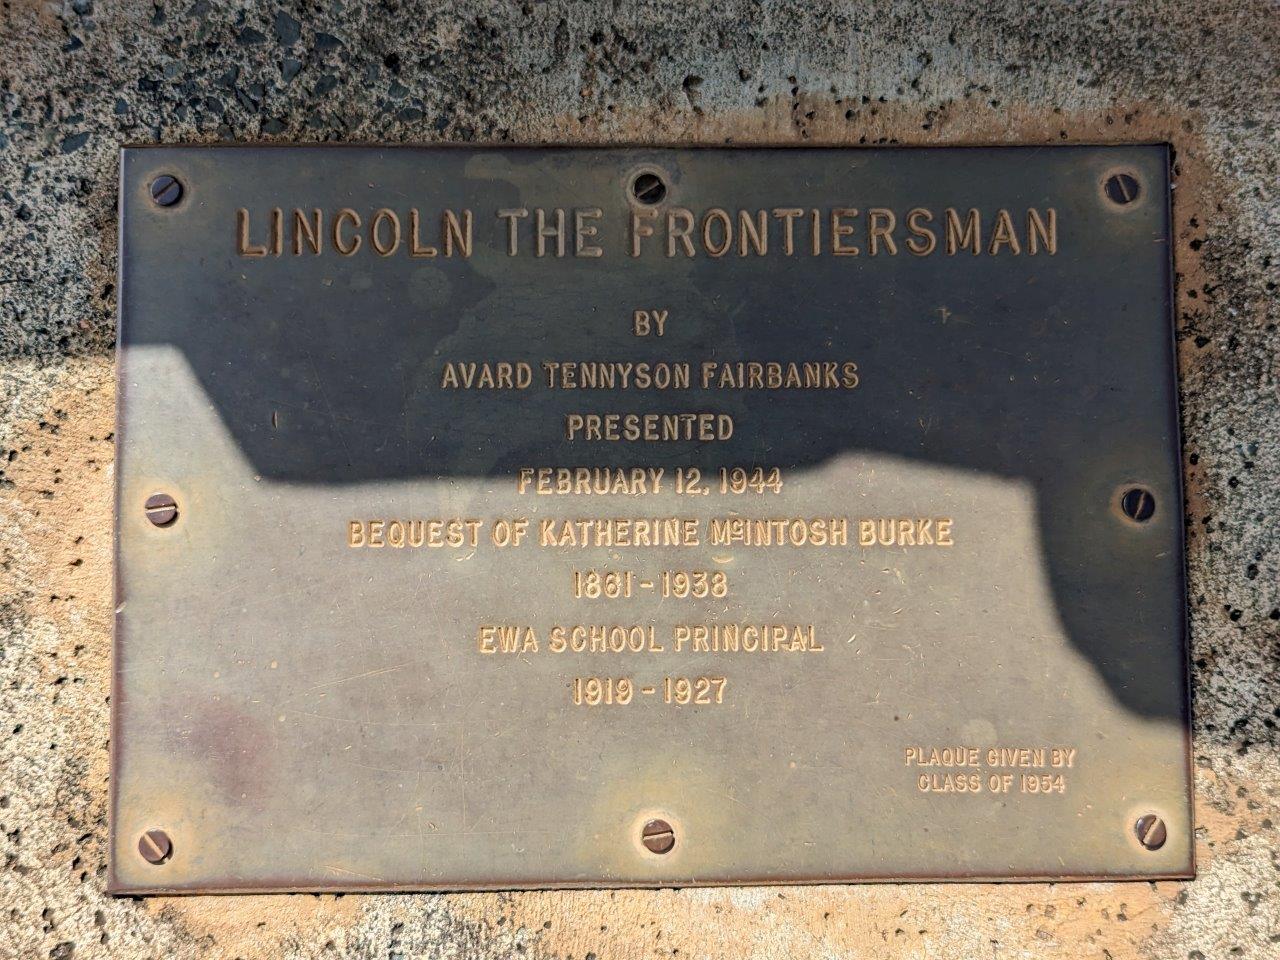 LINCOLN THE FRONTIERSMAN
BY
AVARD TENNYSON FAIRBANKS
PRESENTED
FEBRUARY 12, 1944
BEQUEST OF KATHERINE McINTOSH BURKE
1861 - 1938
EWA SCHOOL PRINCIPAL
1919 - 1927
PLAQUE GIVEN BY
CLASS OF 1954